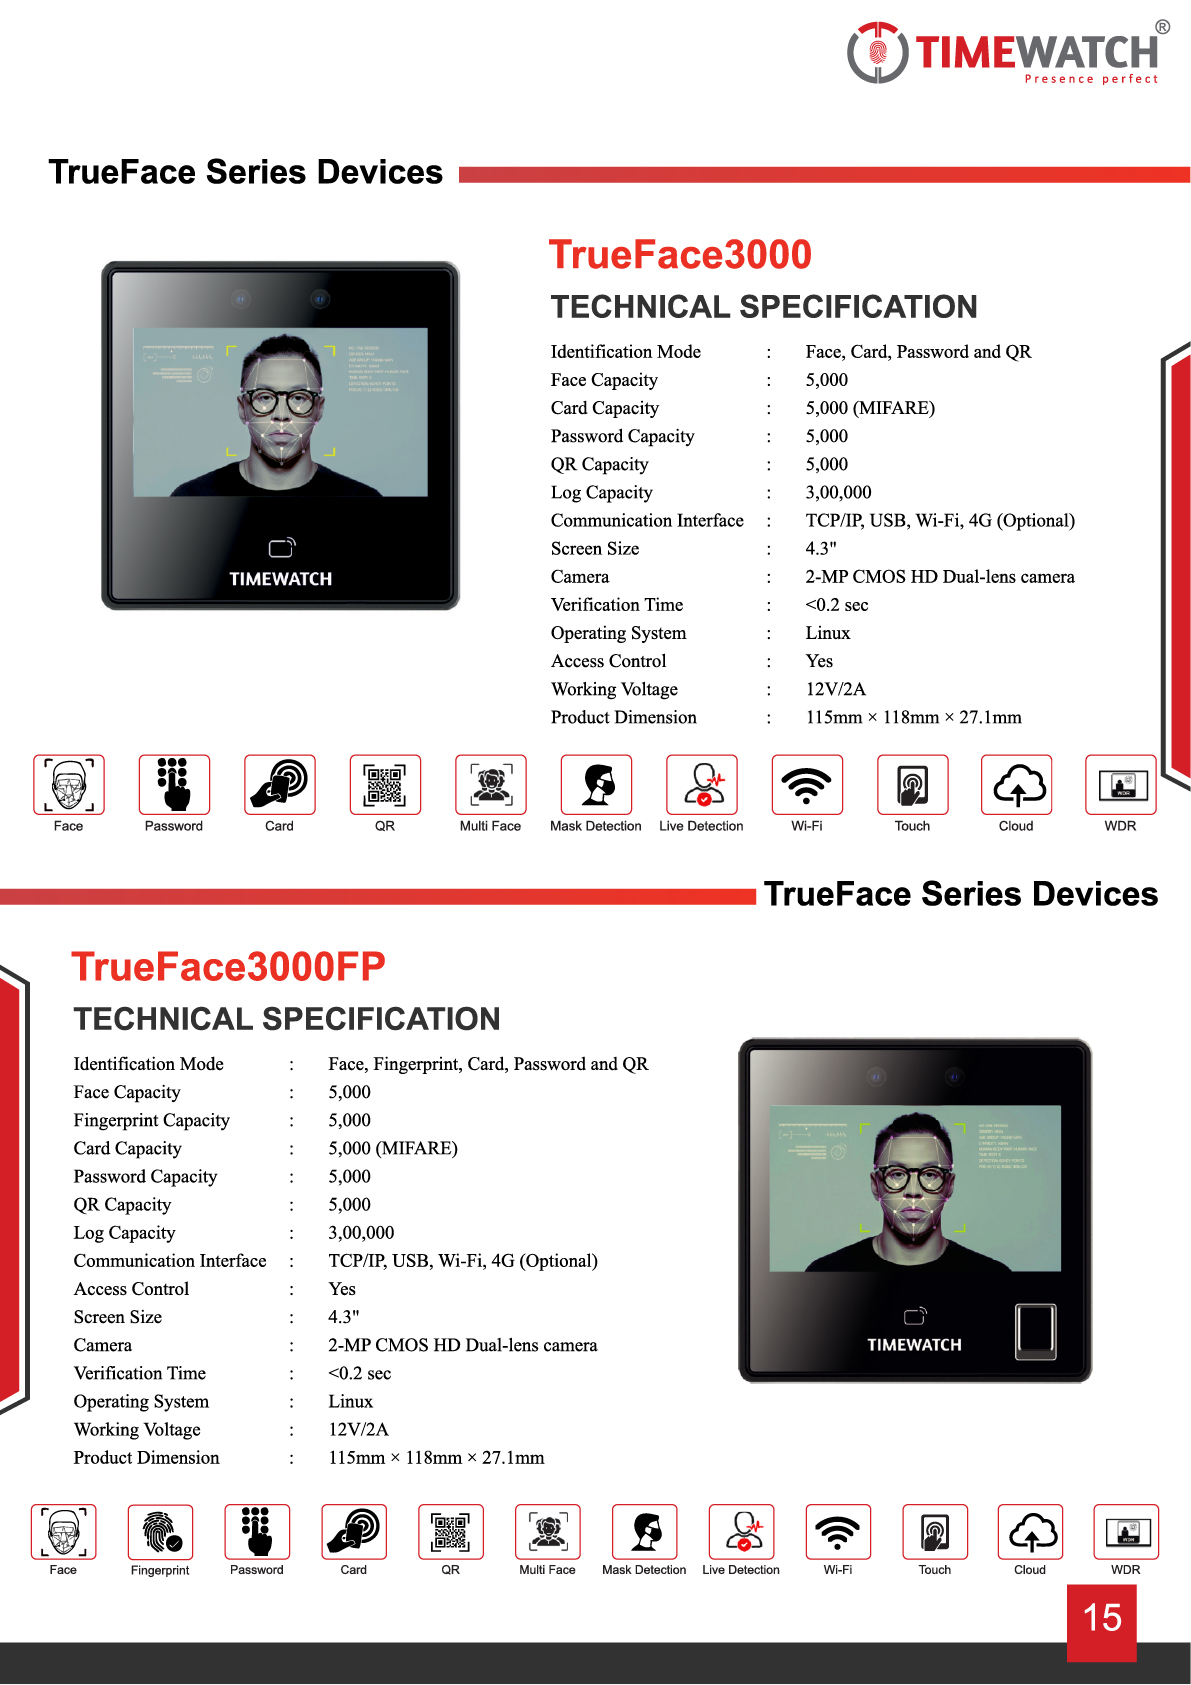 TIMEWATCH®
Presence perfect
TrueFace Series Devices
TrueFace3000
TECHNICAL SPECIFICATION
Identification Mode : Face, Card, Password and QR
Face Capacity : 5,000
Card Capacity : 5,000 (MIFARE)
Password Capacity : 5,000
QR Capacity : 5,000
Log Capacity : 3,00,000
Communication Interface : TCP/IP, USB, Wi-Fi, 4G (Optional)
Screen Size : 4.3"
Camera : 2-MP CMOS HD Dual-lens camera
Verification Time : <0.2 sec
Operating System : Linux
Access Control : Yes
Working Voltage : 12V/2A
Product Dimension : 115mm × 118mm × 27.1mm
TIMEWATCH
WDR
Face Password Card QR Multi Face Mask Detection Live Detection Wi-Fi Touch Cloud WDR
TrueFace Series Devices
TrueFace3000FP
TECHNICAL SPECIFICATION
Identification Mode : Face, Fingerprint, Card, Password and QR
Face Capacity : 5,000
Fingerprint Capacity : 5,000
Card Capacity : 5,000 (MIFARE)
Password Capacity : 5,000
QR Capacity : 5,000
Log Capacity : 3,00,000
Communication Interface : TCP/IP, USB, Wi-Fi, 4G (Optional)
Access Control : Yes
Screen Size : 4.3"
Camera : 2-MP CMOS HD Dual-lens camera
Verification Time : <0.2 sec
Operating System : Linux
Working Voltage : 12V/2A
Product Dimension : 115mm × 118mm × 27.1mm
TIMEWATCH
WDR
Face Fingerprint Password Card QR Multi Face Mask Detection Live Detection Wi-Fi Touch Cloud WDR
15